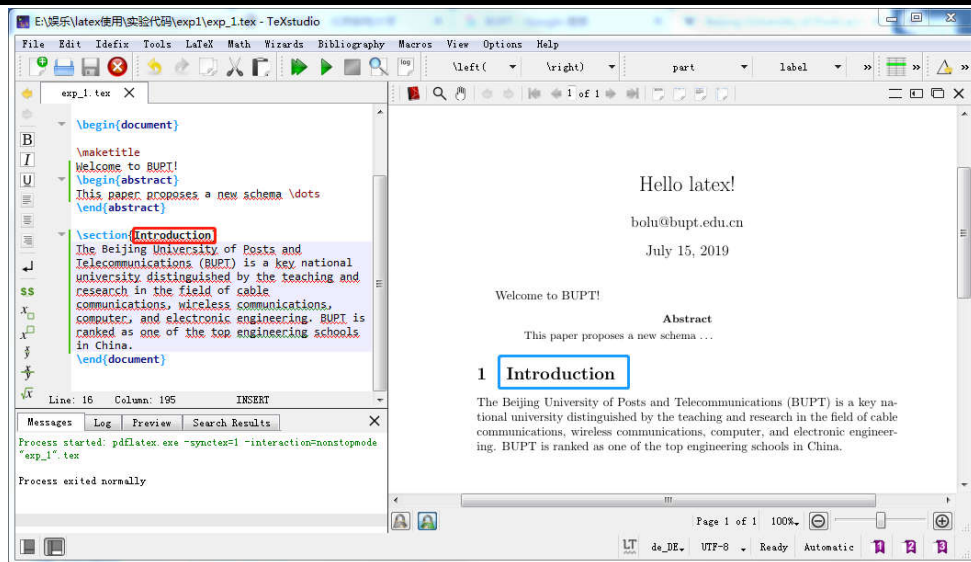 E:\娱乐\latex使用\实验代码\exp1\exp_1.tex - TeXstudio
File Edit Idefix Tools LaTeX Math Wizards Bibliography Macros View Options Help
log \left( \right) part label » » »
exp_1.tex
1 of 1
\begin{document}
\maketitle
Welcome to BUPT!
\begin{abstract}
This paper proposes a new schema \dots
\end{abstract}
\section{Introduction
The Beijing University of Posts and
Telecommunications (BUPT) is a key national
university distinguished by the teaching and
research in the field of cable
communications, wireless communications,
computer, and electronic engineering. BUPT is
ranked as one of the top engineering schools
in China.
\end{document}
B
I
U
$$
Line: 16 Column: 195 INSERT
Messages Log Preview Search Results
Process started: pdflatex.exe -synctex=1 -interaction=nonstopmode
"exp_1".tex
Process exited normally
Hello latex!
bolu@bupt.edu.cn
July 15, 2019
Welcome to BUPT!
Abstract
This paper proposes a new schema ...
1 Introduction
The Beijing University of Posts and Telecommunications (BUPT) is a key na-
tional university distinguished by the teaching and research in the field of cable
communications, wireless communications, computer, and electronic engineer-
ing. BUPT is ranked as one of the top engineering schools in China.
Page 1 of 1 100%
LT de_DE UTF-8 Ready Automatic 1 2 3